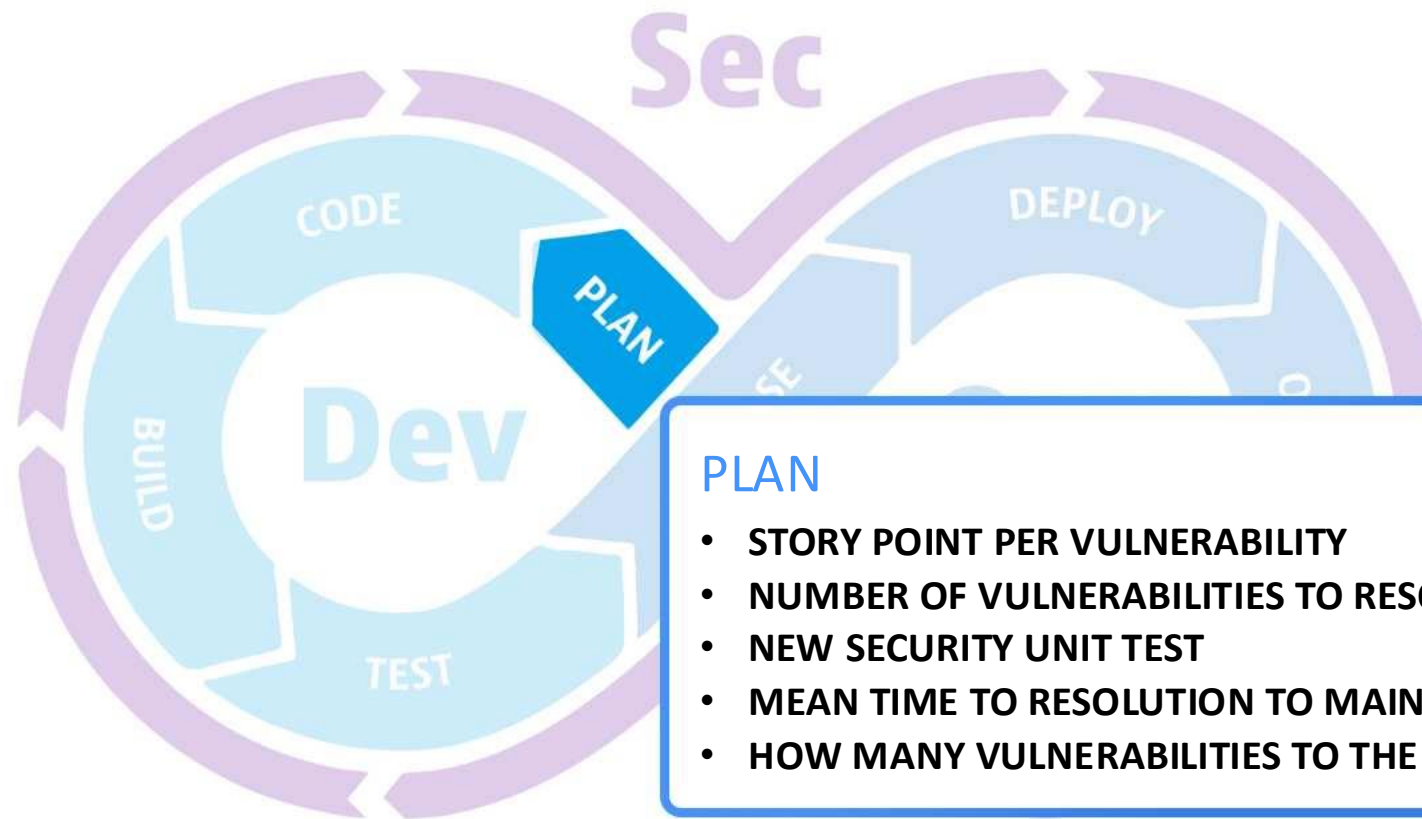 Sec
CODE
DEPLOY
PLAN
Dev
BUILD
TEST
PLAN
• STORY POINT PER VULNERABILITY
• NUMBER OF VULNERABILITIES TO
• NEW SECURITY UNIT TEST
• MEAN TIME TO RESOLUTION TO
• HOW MANY VULNERABILITIES TO THE